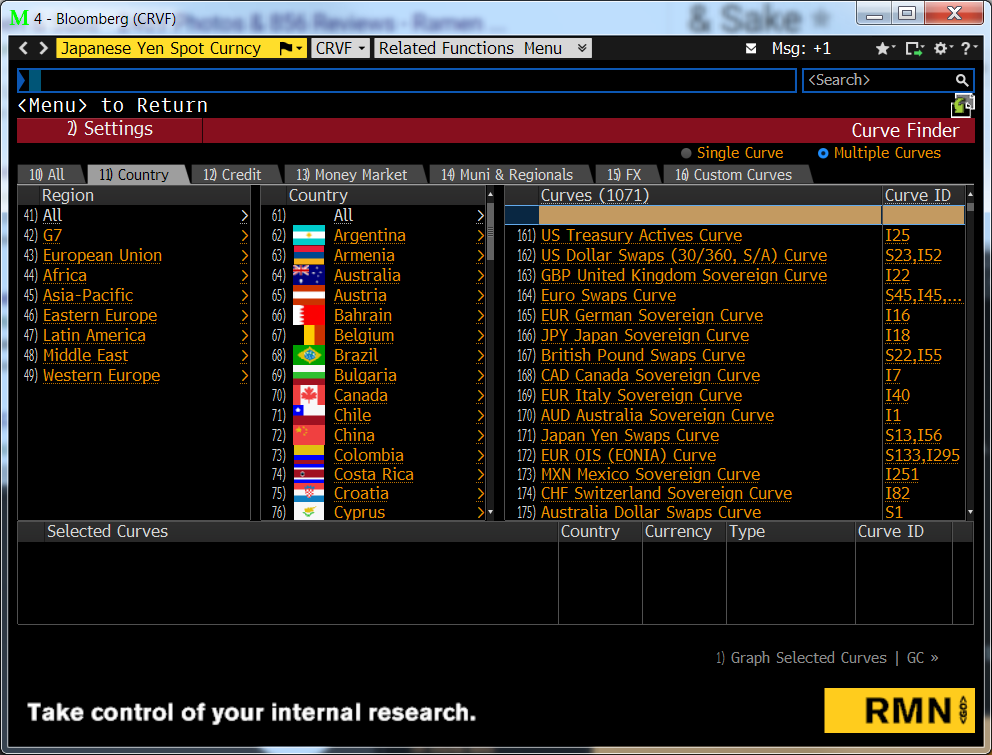 & Sake
Photos & 856 Reviews - Ramen ...
M 4 - Bloomberg (CRVF)
< > Japanese Yen Spot Curncy CRVF Related Functions Menu Msg: +1 ?
<Search>
<Menu> to Return
2) Settings Curve Finder
Single Curve Multiple Curves
10) All 11) Country 12) Credit 13) Money Market 14) Muni & Regionals 15) FX 16) Custom Curves
Region Country Curves (1071) Curve ID
41) All > 61) All >
42) G7 > 62) Argentina > 161) US Treasury Actives Curve I25
43) European Union > 63) Armenia > 162) US Dollar Swaps (30/360, S/A) Curve S23,I52
44) Africa > 64) Australia > 163) GBP United Kingdom Sovereign Curve I22
45) Asia-Pacific > 65) Austria > 164) Euro Swaps Curve S45,I45,...
46) Eastern Europe > 66) Bahrain > 165) EUR German Sovereign Curve I16
47) Latin America > 67) Belgium > 166) JPY Japan Sovereign Curve I18
48) Middle East > 68) Brazil > 167) British Pound Swaps Curve S22,I55
49) Western Europe > 69) Bulgaria > 168) CAD Canada Sovereign Curve I7
70) Canada > 169) EUR Italy Sovereign Curve I40
71) Chile > 170) AUD Australia Sovereign Curve I1
72) China > 171) Japan Yen Swaps Curve S13,I56
73) Colombia > 172) EUR OIS (EONIA) Curve S133,I295
74) Costa Rica > 173) MXN Mexico Sovereign Curve I251
75) Croatia > 174) CHF Switzerland Sovereign Curve I82
76) Cyprus > 175) Australia Dollar Swaps Curve S1
Selected Curves Country Currency Type Curve ID
1) Graph Selected Curves | GC »
Take control of your internal research.
RMN <GO>